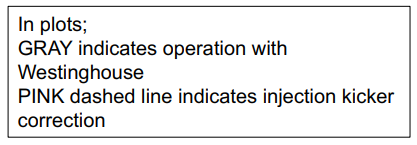 In plots;
GRAY indicates operation with
Westinghouse
PINK dashed line indicates injection kicker
correction